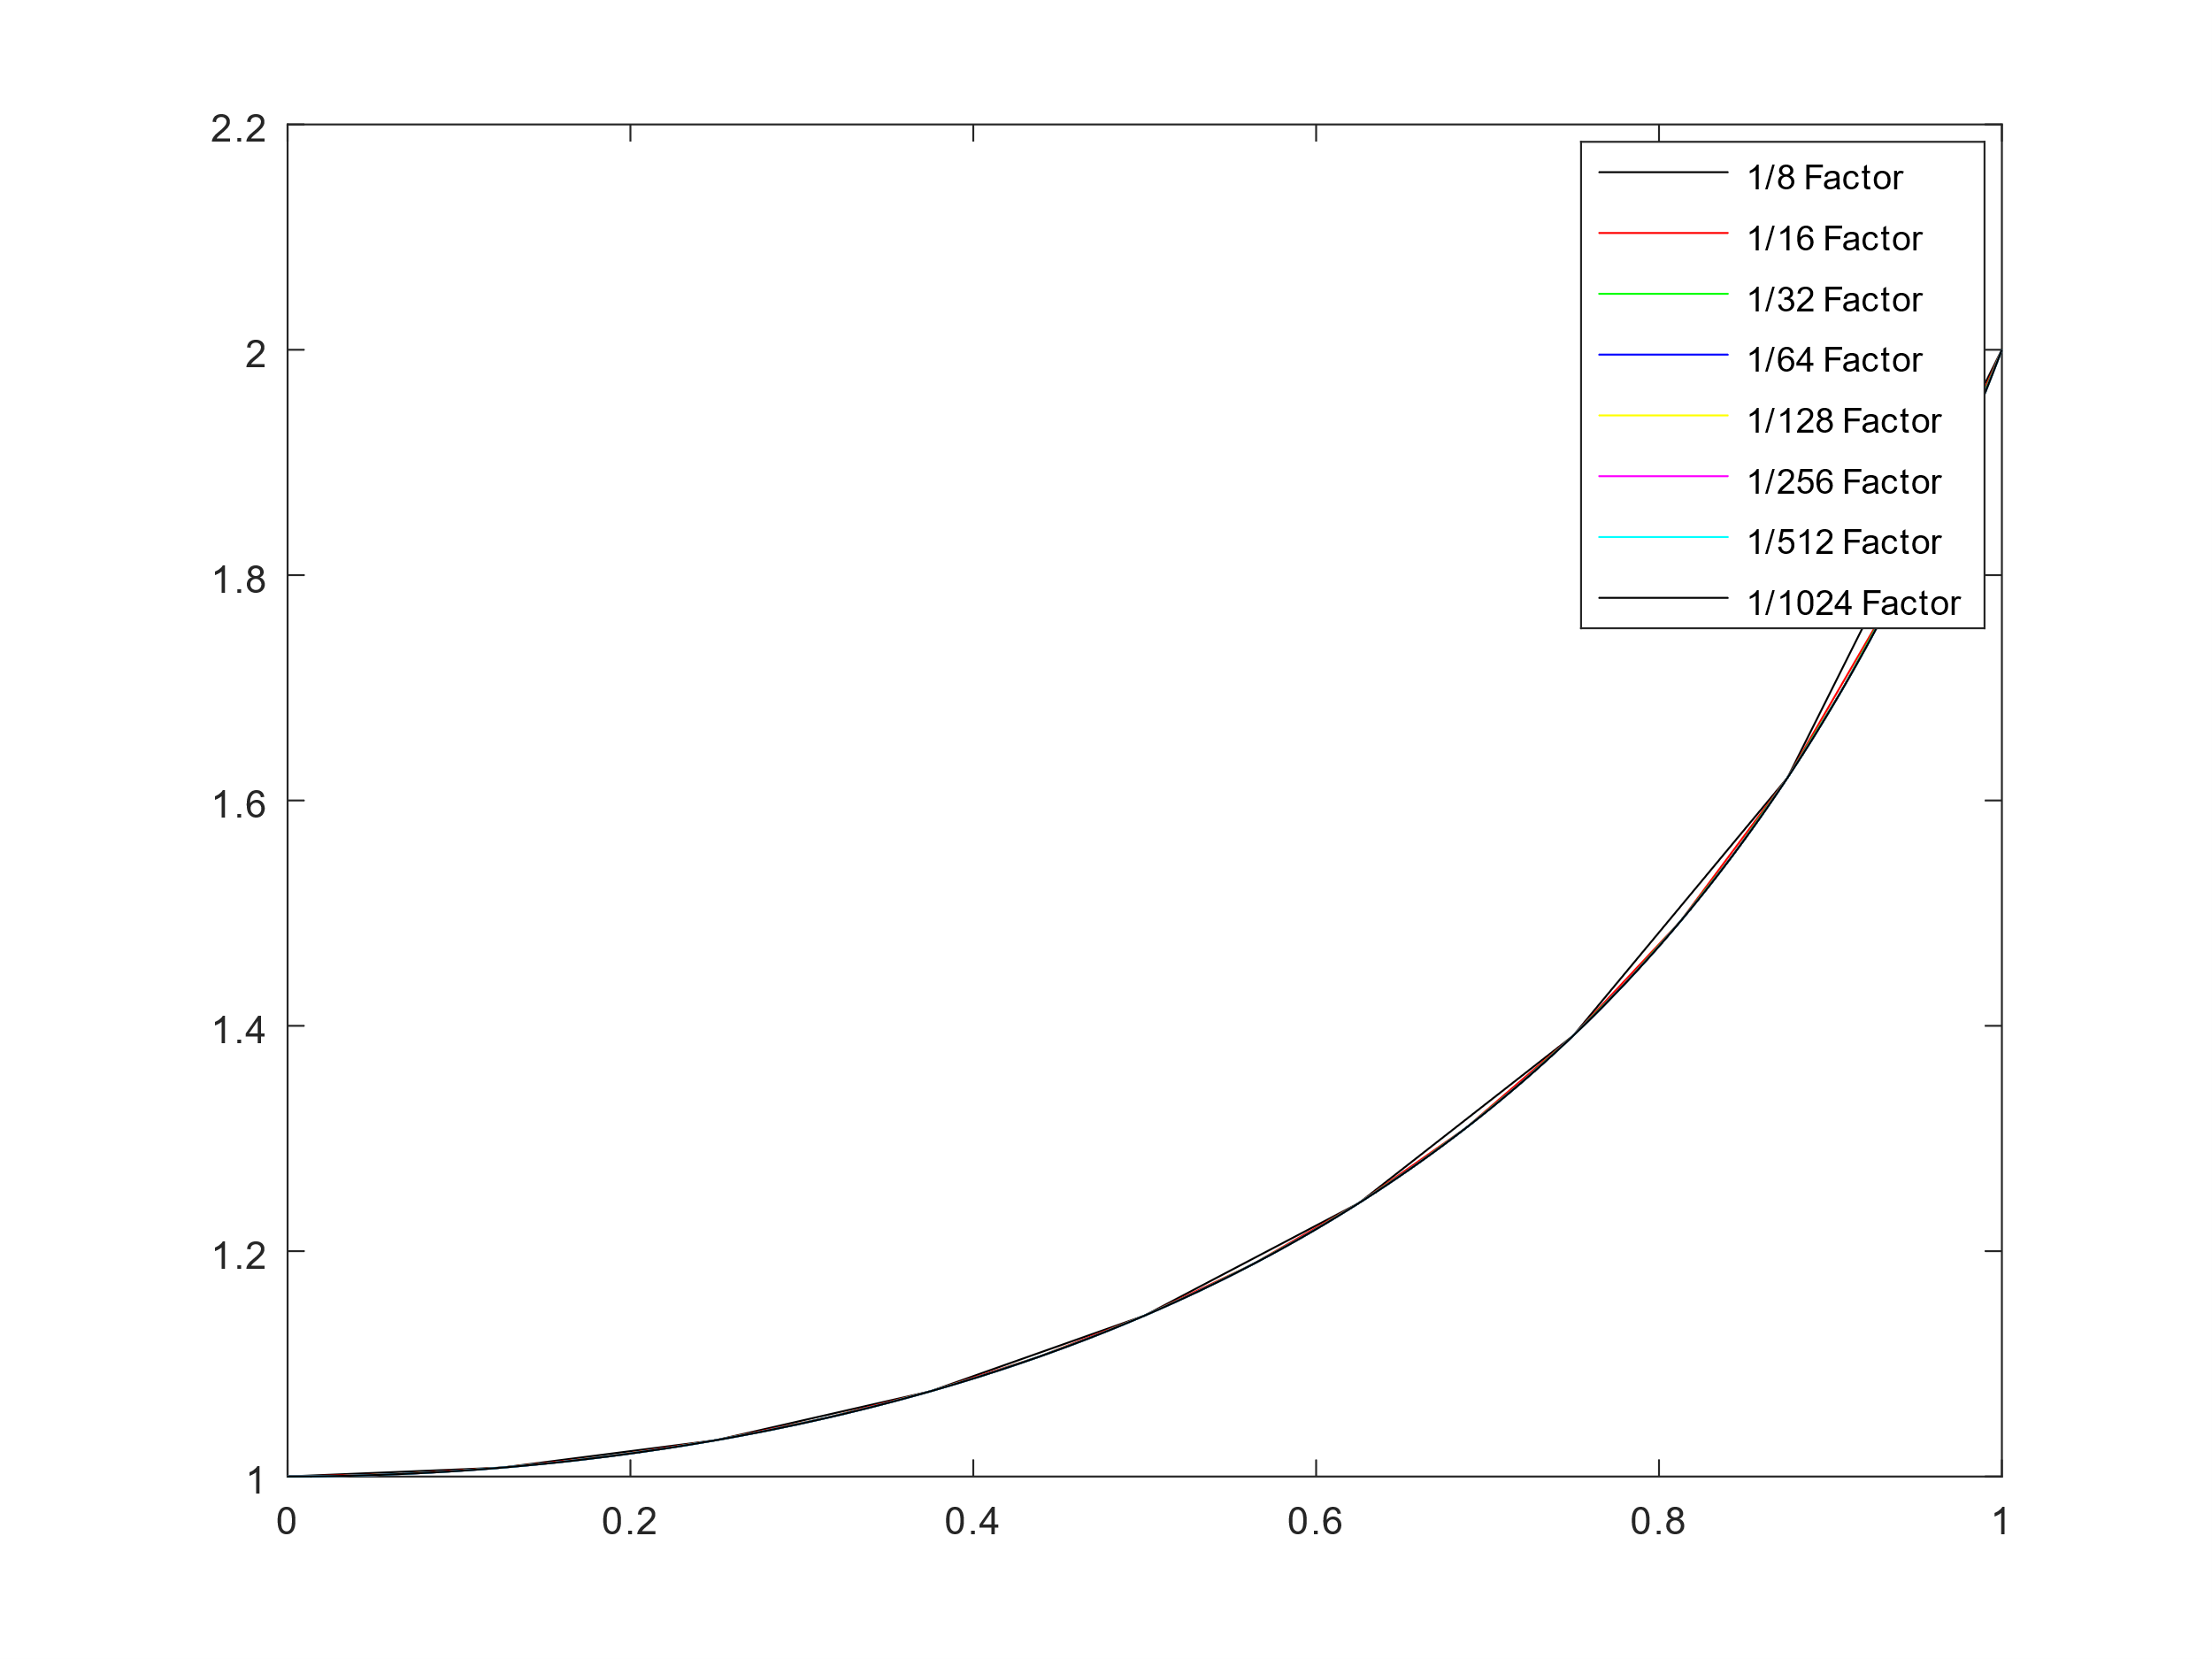 2.2
2
1.8
1.6
1.4
1.2
1
0 0.2 0.4 0.6 0.8 1
1/8 Factor
1/16 Factor
1/32 Factor
1/64 Factor
1/128 Factor
1/256 Factor
1/512 Factor
1/1024 Factor